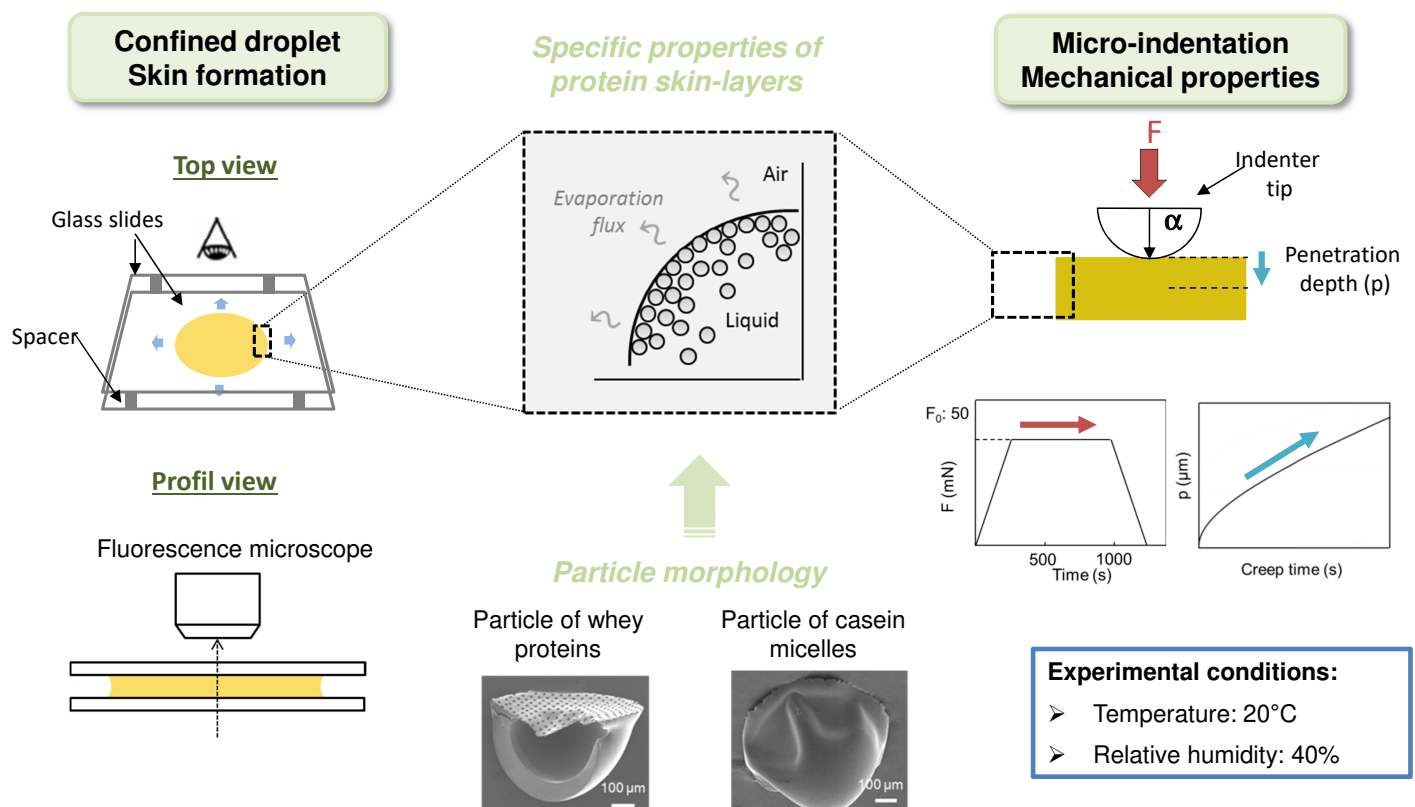 Confined droplet
Skin formation
Specific properties of
protein skin-layers
Micro-indentation
Mechanical properties
Top view
Glass slides
Spacer
Evaporation
flux
Air
Liquid
F
Indenter
tip
α
Penetration
depth (p)
F₀: 50
F (mN)
500
1000
Time (s)
p (µm)
Creep time (s)
Profil view
Fluorescence microscope
Particle morphology
Particle of whey
proteins
Particle of casein
micelles
100 µm
100 µm
Experimental conditions:
➢ Temperature: 20°C
➢ Relative humidity: 40%